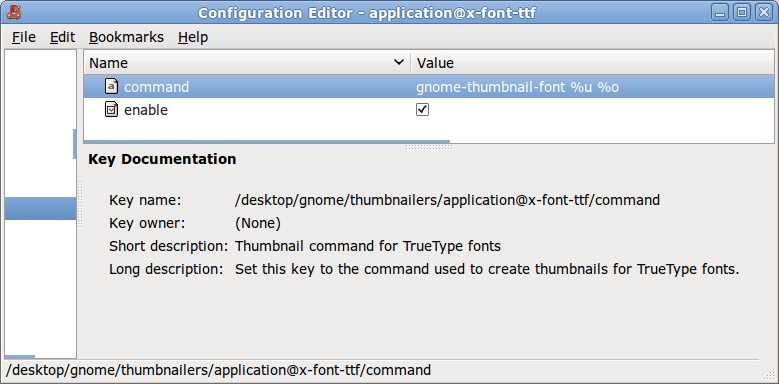 Configuration Editor - application@x-font-ttf
File Edit Bookmarks Help
Name Value
command gnome-thumbnail-font %u %o
enable
Key Documentation
Key name: /desktop/gnome/thumbnailers/application@x-font-ttf/command
Key owner: (None)
Short description: Thumbnail command for TrueType fonts
Long description: Set this key to the command used to create thumbnails for TrueType fonts.
/desktop/gnome/thumbnailers/application@x-font-ttf/command